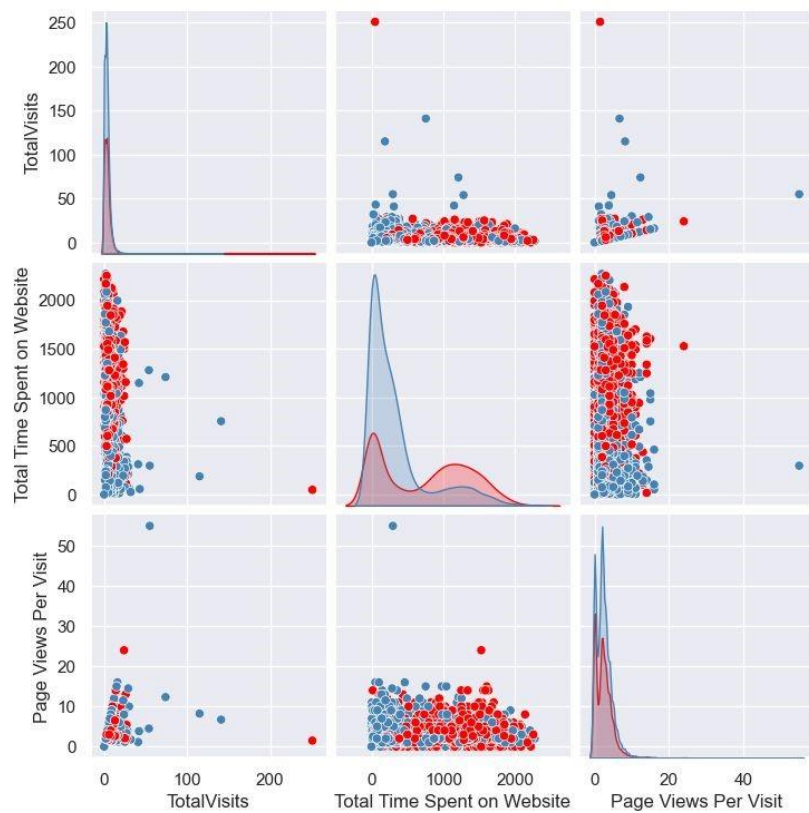 250
200
150
100
50
0
TotalVisits
2000
1500
1000
500
0
Total Time Spent on Website
50
40
30
20
10
0
Page Views Per Visit
0 100 200
TotalVisits
0 1000 2000
Total Time Spent on Website
0 20 40
Page Views Per Visit